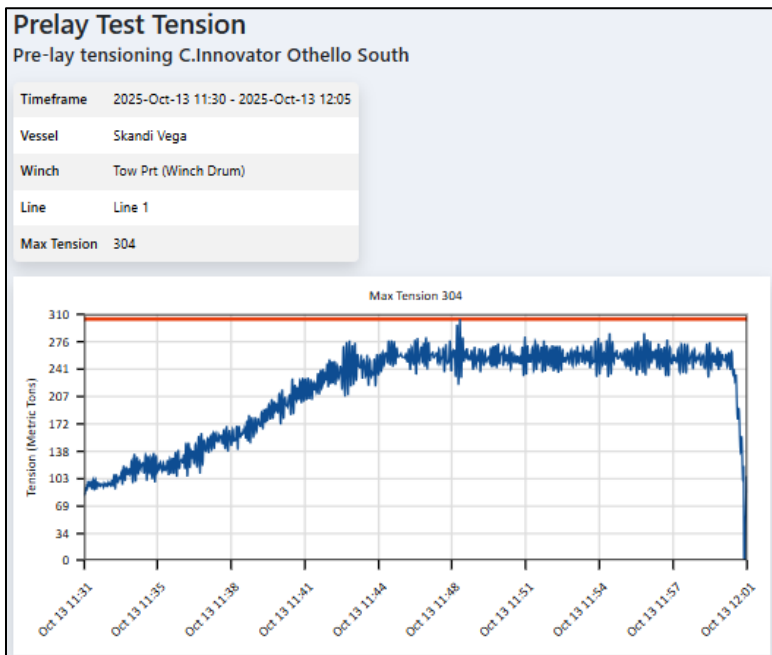 Prelay Test Tension
Pre-lay tensioning C.Innovator Othello South
Timeframe 2025-Oct-13 11:30 - 2025-Oct-13 12:05
Vessel Skandi Vega
Winch Tow Prt (Winch Drum)
Line Line 1
Max Tension 304
Max Tension 304
Tension (Metric Tons)
310
276
241
207
172
138
103
69
34
0
Oct 13 11:31
Oct 13 11:35
Oct 13 11:38
Oct 13 11:41
Oct 13 11:44
Oct 13 11:48
Oct 13 11:51
Oct 13 11:54
Oct 13 11:57
Oct 13 12:01